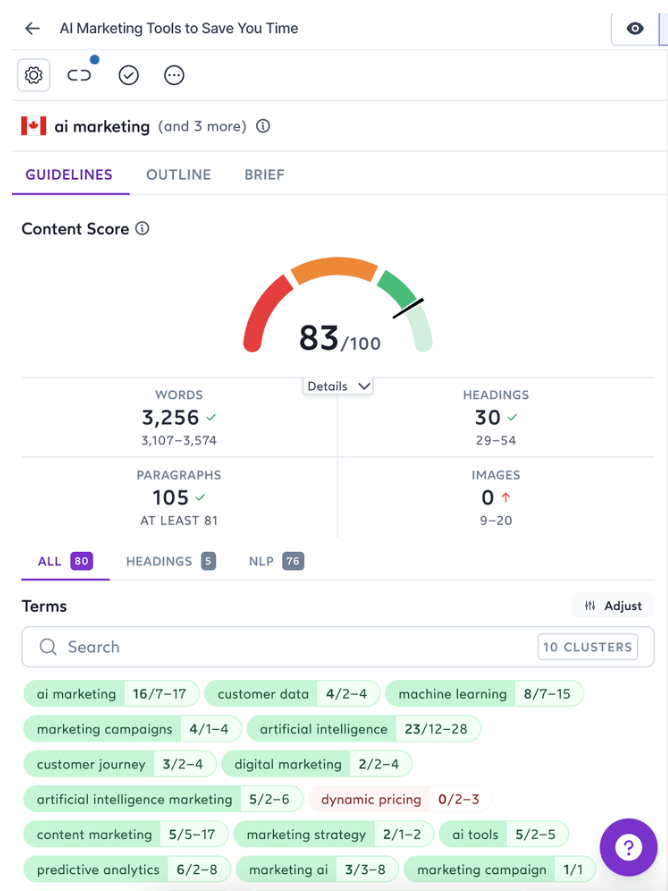 AI Marketing Tools to Save You Time
ai marketing (and 3 more)
GUIDELINES OUTLINE BRIEF
Content Score
83/100
Details
WORDS
3,256
3,107–3,574
HEADINGS
30
29–54
PARAGRAPHS
105
AT LEAST 81
IMAGES
0
9–20
ALL 80 HEADINGS 5 NLP 76
Terms Adjust
Search 10 CLUSTERS
ai marketing 16/7–17 customer data 4/2–4 machine learning 8/7–15
marketing campaigns 4/1–4 artificial intelligence 23/12–28
customer journey 3/2–4 digital marketing 2/2–4
artificial intelligence marketing 5/2–6 dynamic pricing 0/2–3
content marketing 5/5–17 marketing strategy 2/1–2 ai tools 5/2–5
predictive analytics 6/2–8 marketing ai 3/3–8 marketing campaign 1/1
?